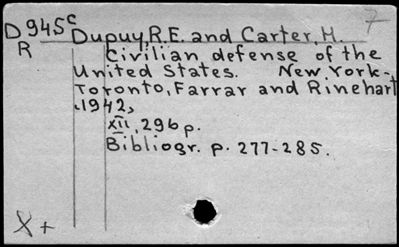 7
D945c Dupuy, R.E. and Carter, H.
R
Civilian defense of the
United States. New York-
Toronto, Farrar and Rinehart
.1942,
XII, 296 p.
Bibliogr. p. 277-285.
X+